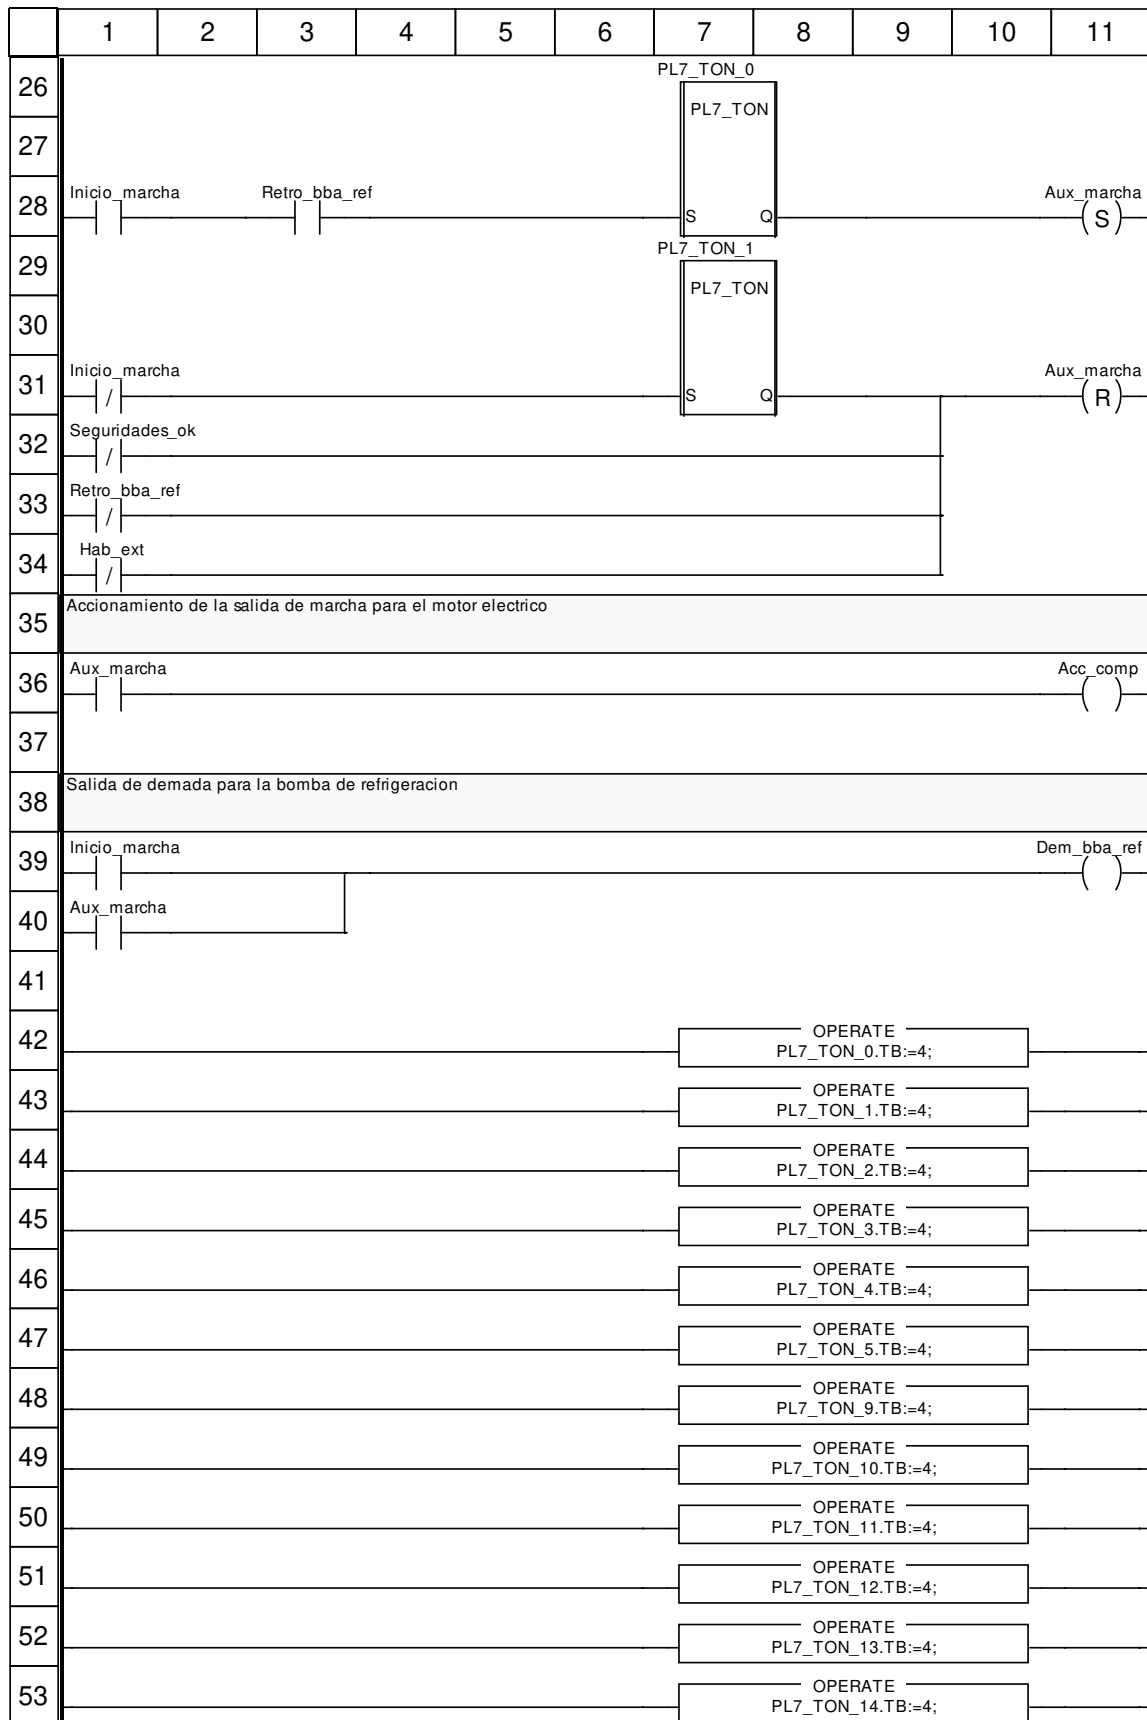 1 2 3 4 5 6 7 8 9 10 11
26
PL7_TON_0
PL7_TON
27
28
Inicio_marcha Retro_bba_ref Aux_marcha
S Q S
29
PL7_TON_1
PL7_TON
30
31
Inicio_marcha Aux_marcha
/ S Q R
32
Seguridades_ok
/
33
Retro_bba_ref
/
34
Hab_ext
/
35
Accionamiento de la salida de marcha para el motor electrico
36
Aux_marcha Acc_comp
37
38
Salida de demada para la bomba de refrigeracion
39
Inicio_marcha Dem_bba_ref
40
Aux_marcha
41
42
OPERATE
PL7_TON_0.TB:=4;
43
OPERATE
PL7_TON_1.TB:=4;
44
OPERATE
PL7_TON_2.TB:=4;
45
OPERATE
PL7_TON_3.TB:=4;
46
OPERATE
PL7_TON_4.TB:=4;
47
OPERATE
PL7_TON_5.TB:=4;
48
OPERATE
PL7_TON_9.TB:=4;
49
OPERATE
PL7_TON_10.TB:=4;
50
OPERATE
PL7_TON_11.TB:=4;
51
OPERATE
PL7_TON_12.TB:=4;
52
OPERATE
PL7_TON_13.TB:=4;
53
OPERATE
PL7_TON_14.TB:=4;